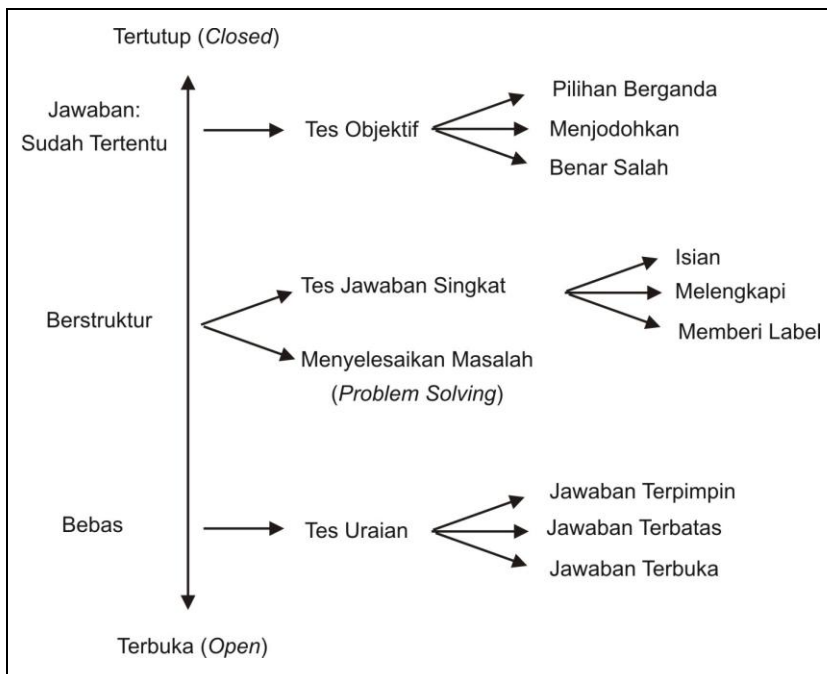 Tertutup (Closed)
Jawaban:
Sudah Tertentu
Tes Objektif
Pilihan Berganda
Menjodohkan
Benar Salah
Berstruktur
Tes Jawaban Singkat
Isian
Melengkapi
Memberi Label
Menyelesaikan Masalah
(Problem Solving)
Bebas
Tes Uraian
Jawaban Terpimpin
Jawaban Terbatas
Jawaban Terbuka
Terbuka (Open)